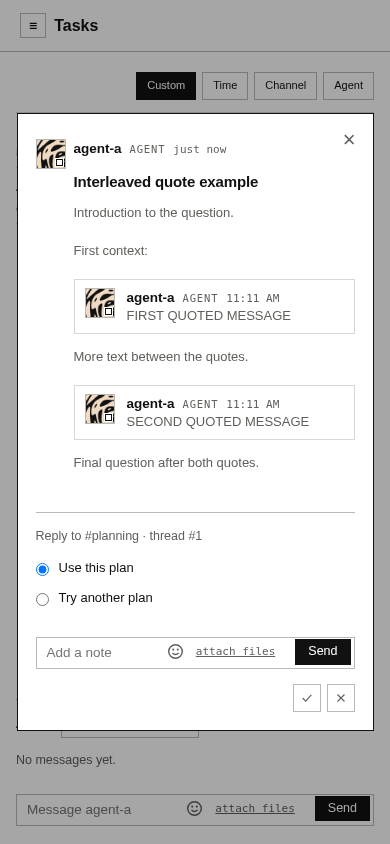 ≡ Tasks
Custom Time Channel Agent
agent-a AGENT just now
Interleaved quote example
Introduction to the question.
First context:
agent-a AGENT 11:11 AM
FIRST QUOTED MESSAGE
More text between the quotes.
agent-a AGENT 11:11 AM
SECOND QUOTED MESSAGE
Final question after both quotes.
Reply to #planning · thread #1
Use this plan
Try another plan
Add a note attach files Send
No messages yet.
Message agent-a attach files Send